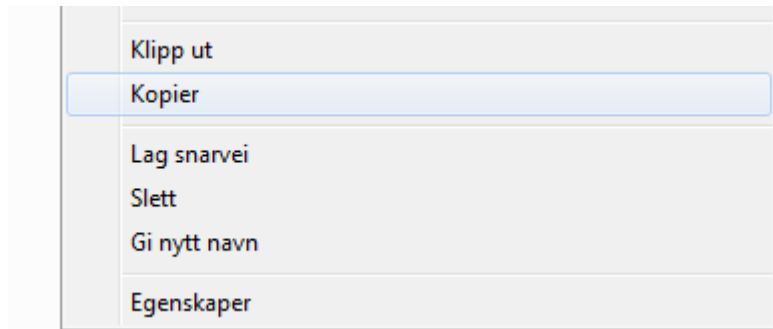 Klipp ut
Kopier
Lag snarvei
Slett
Gi nytt navn
Egenskaper